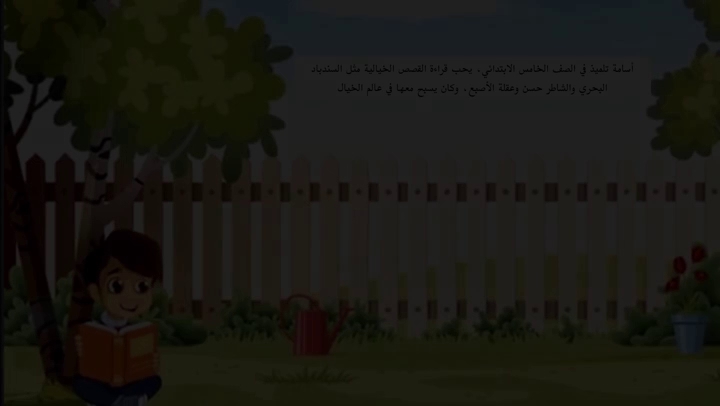 أسامة تلميذ في الصف الخامس الابتدائي، يحب قراءة القصص الخيالية مثل السندباد
البحري والشاطر حسن وعقلة الأصبع، وكان يسبح معها في عالم الخيال